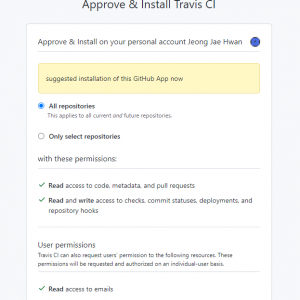 Approve & Install Travis CI
Approve & Install on your personal account Jeong Jae Hwan
suggested installation of this GitHub App now
All repositories
This applies to all current and future repositories.
Only select repositories
with these permissions:
Read access to code, metadata, and pull requests
Read and write access to checks, commit statuses, deployments, and
repository hooks
User permissions
Travis CI can also request users' permission to the following resources. These
permissions will be requested and authorized on an individual-user basis.
Read access to emails